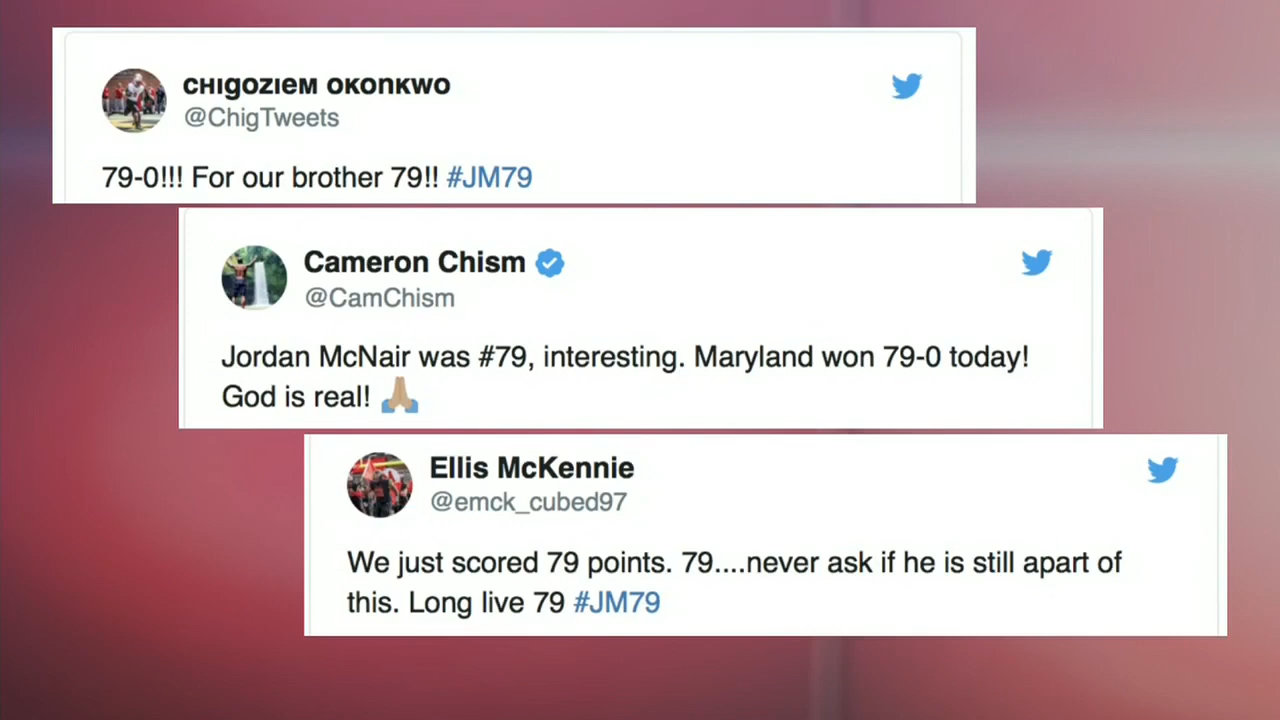 cʜιgozιeм oĸonĸwo
@ChigTweets
79-0!!! For our brother 79!! #JM79
Cameron Chism
@CamChism
Jordan McNair was #79, interesting. Maryland won 79-0 today!
God is real! 🙏🏽
Ellis McKennie
@emck_cubed97
We just scored 79 points. 79....never ask if he is still apart of
this. Long live 79 #JM79